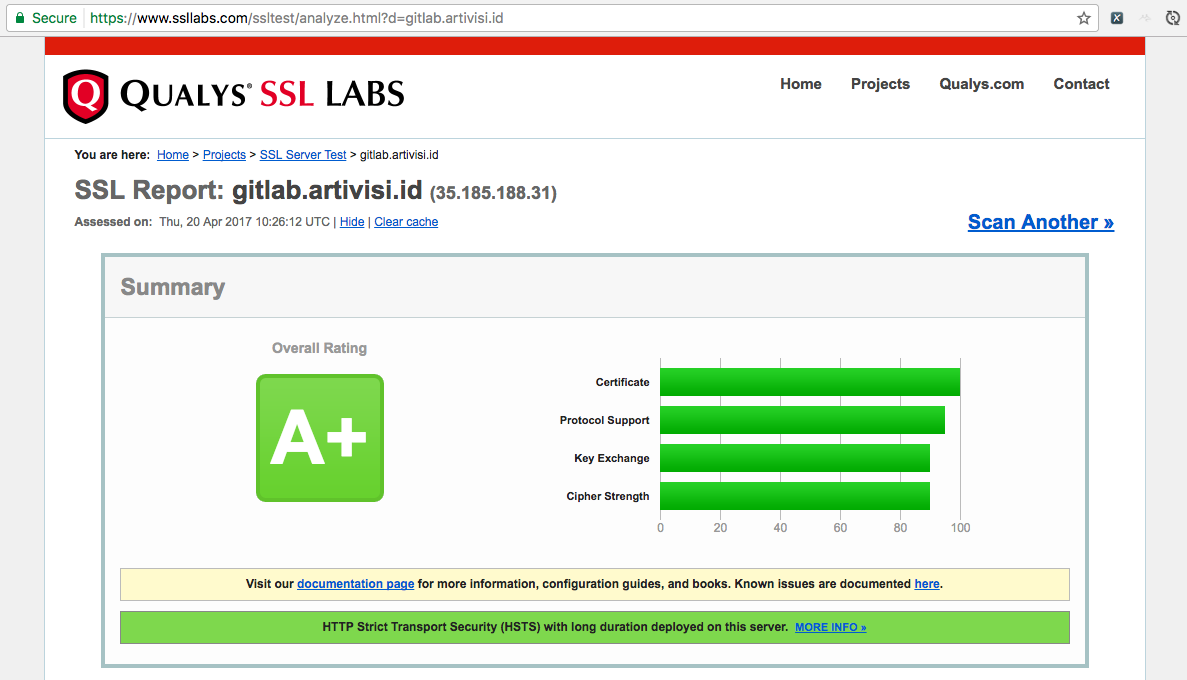 Secure https://www.ssllabs.com/ssltest/analyze.html?d=gitlab.artivisi.id
QUALYS® SSL LABS
Home Projects Qualys.com Contact
You are here: Home > Projects > SSL Server Test > gitlab.artivisi.id
SSL Report: gitlab.artivisi.id (35.185.188.31)
Assessed on: Thu, 20 Apr 2017 10:26:12 UTC | Hide | Clear cache
Scan Another »
Summary
Overall Rating
A+
Certificate
Protocol Support
Key Exchange
Cipher Strength
0 20 40 60 80 100
Visit our documentation page for more information, configuration guides, and books. Known issues are documented here.
HTTP Strict Transport Security (HSTS) with long duration deployed on this server. MORE INFO »